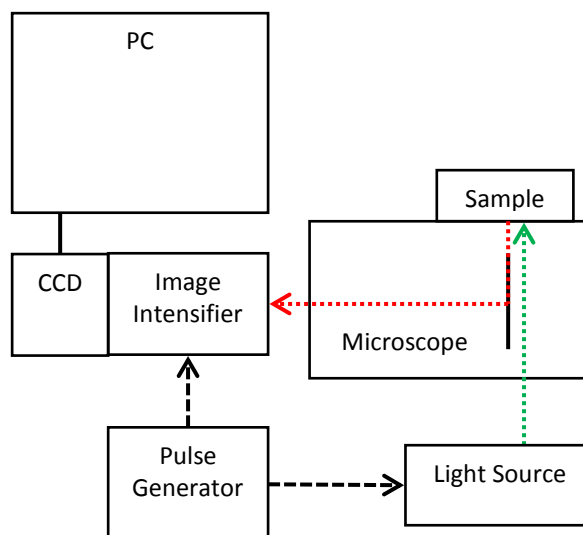 PC
Sample
CCD
Image
Intensifier
Microscope
Pulse
Generator
Light Source